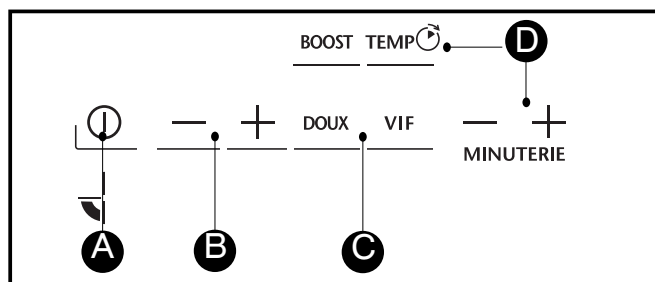 BOOST TEMP D
− + DOUX VIF − +
MINUTERIE
A B C